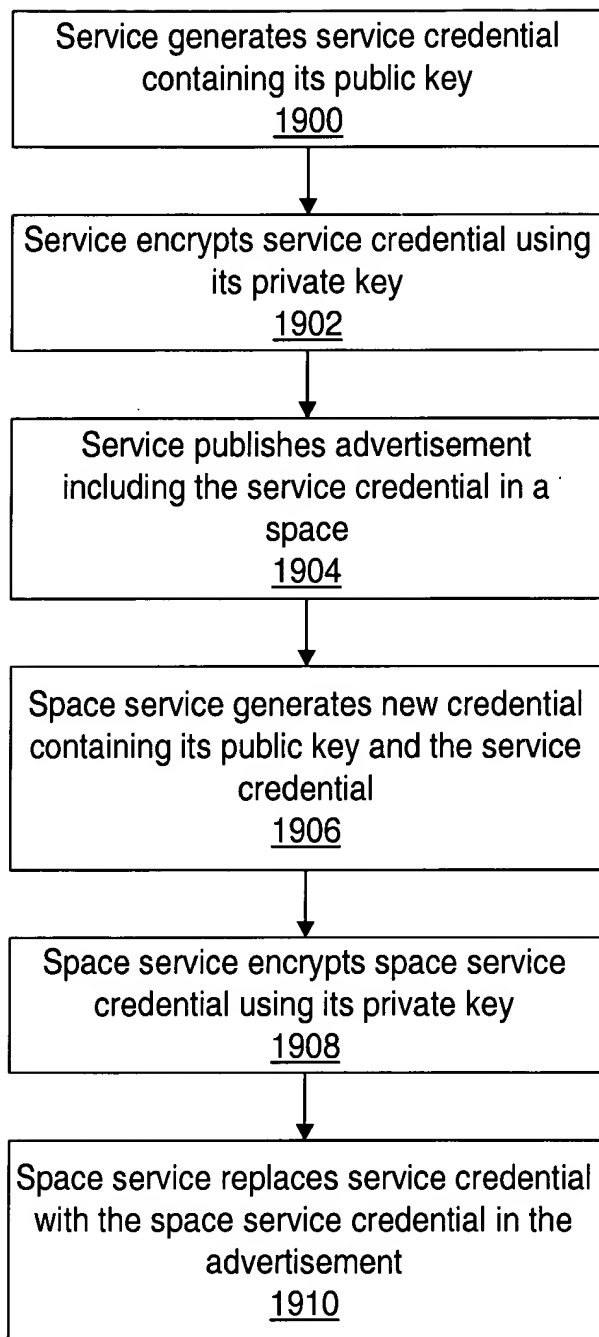 Service generates service credential
containing its public key
1900
Service encrypts service credential using
its private key
1902
Service publishes advertisement
including the service credential in a
space
1904
Space service generates new credential
containing its public key and the service
credential
1906
Space service encrypts space service
credential using its private key
1908
Space service replaces service credential
with the space service credential in the
advertisement
1910